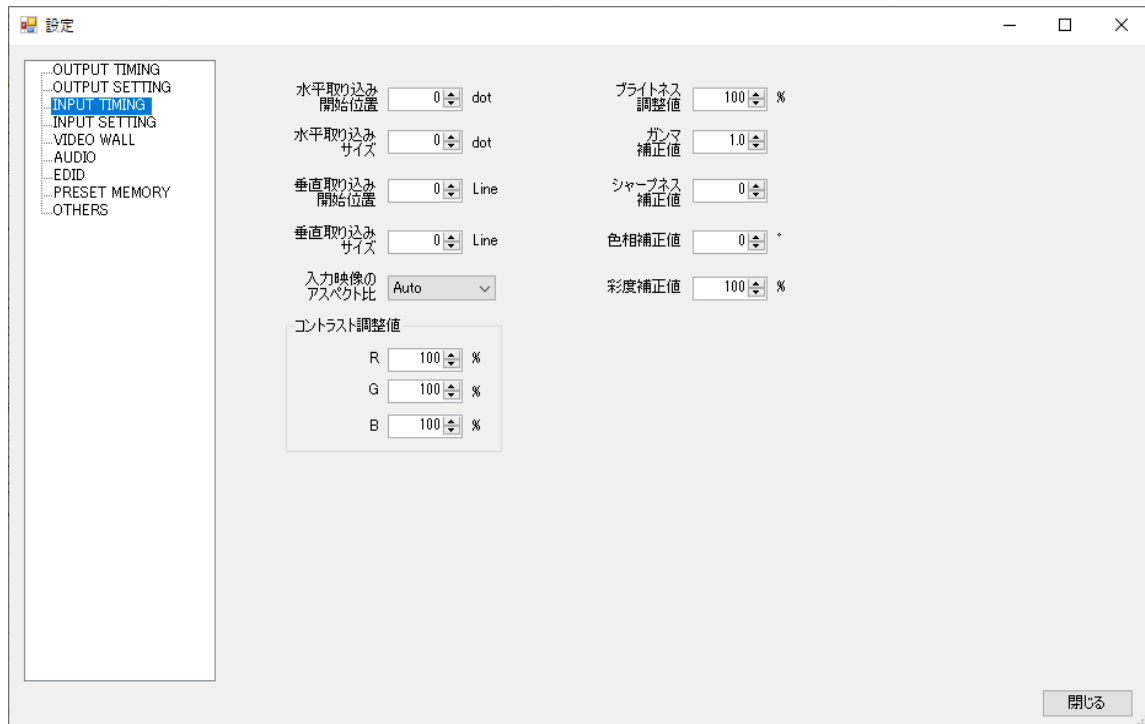 設定
OUTPUT TIMING
OUTPUT SETTING
INPUT TIMING
INPUT SETTING
VIDEO WALL
AUDIO
EDID
PRESET MEMORY
OTHERS
水平取り込み
開始位置
0 dot
水平取り込み
サイズ
0 dot
垂直取り込み
開始位置
0 Line
垂直取り込み
サイズ
0 Line
入力映像の
アスペクト比
Auto
コントラスト調整値
R 100 %
G 100 %
B 100 %
ブライトネス
調整値
100 %
ガンマ
補正値
1.0
シャープネス
補正値
0
色相補正値 0 °
彩度補正値 100 %
閉じる